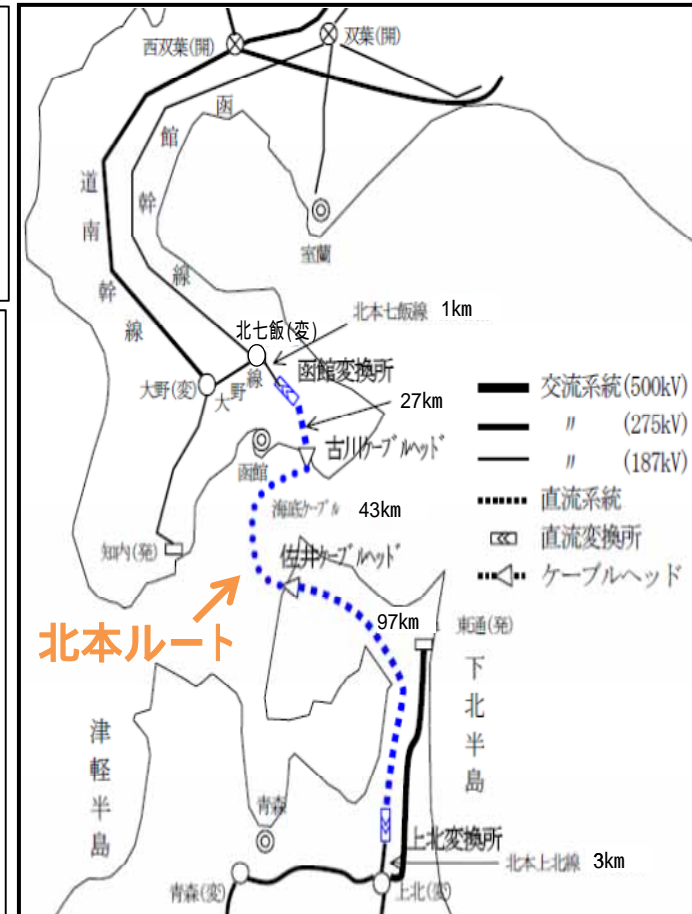 西双葉(開)
双葉(開)
函館幹線
道南幹線
室蘭
北本七飯線 1km
北七飯(変)
函館変換所
大野(変)
大野線
27km
古川ケーブルヘッド
函館
海底ケーブル 43km
知内(発)
佐井ケーブルヘッド
北本ルート
97km
東通(発)
下北半島
津軽半島
青森
上北変換所
北本上北線 3km
青森(変)
上北(変)
交流系統(500kV)
〃 (275kV)
〃 (187kV)
直流系統
直流変換所
ケーブルヘッド